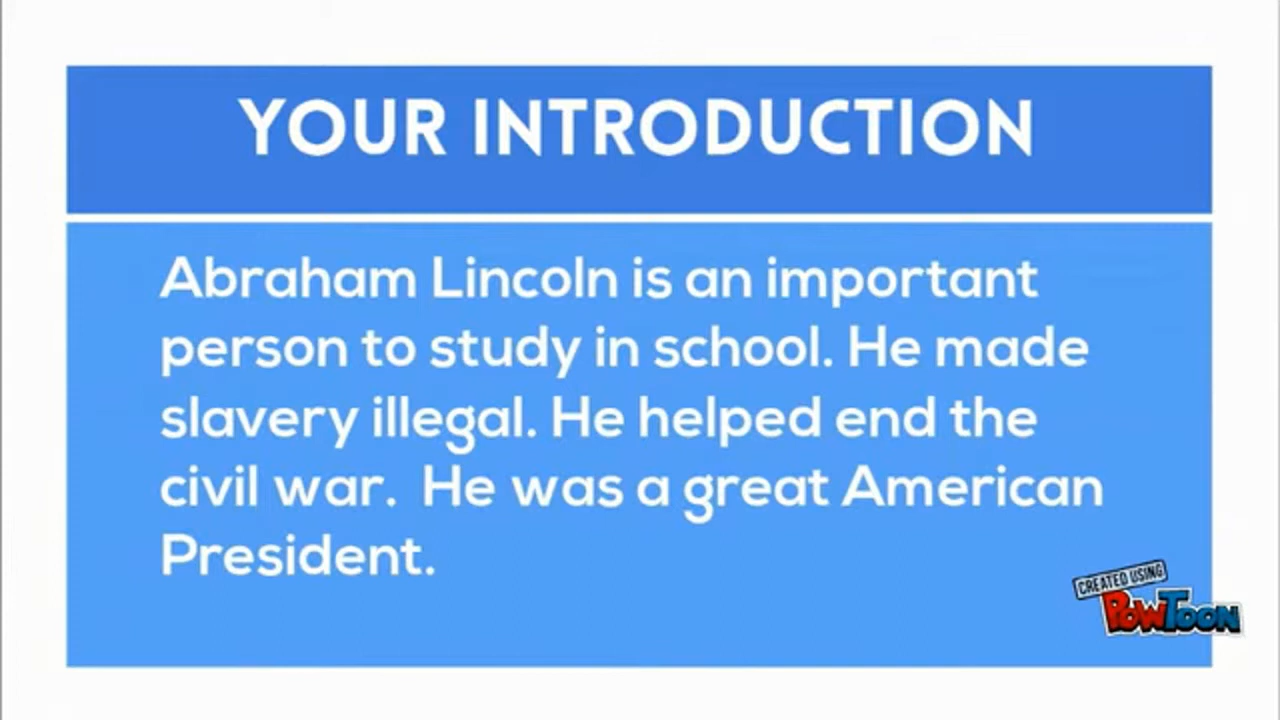 YOUR INTRODUCTION
Abraham Lincoln is an important
person to study in school. He made
slavery illegal. He helped end the
civil war.  He was a great American
President.
CREATED USING
POWTOON